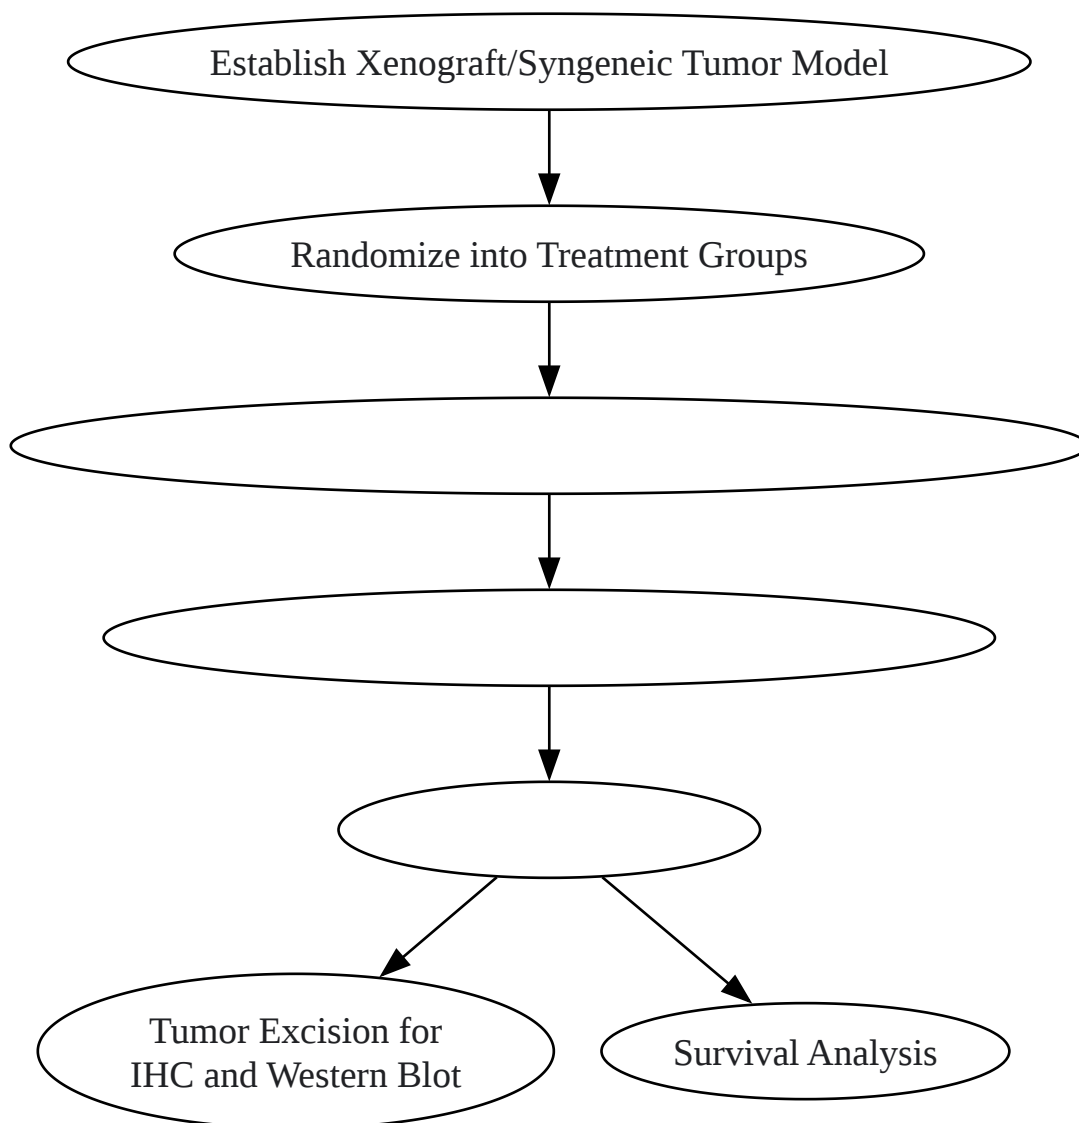 Establish Xenograft/Syngeneic Tumor Model
Randomize into Treatment Groups
Tumor Excision for
IHC and Western Blot
Survival Analysis